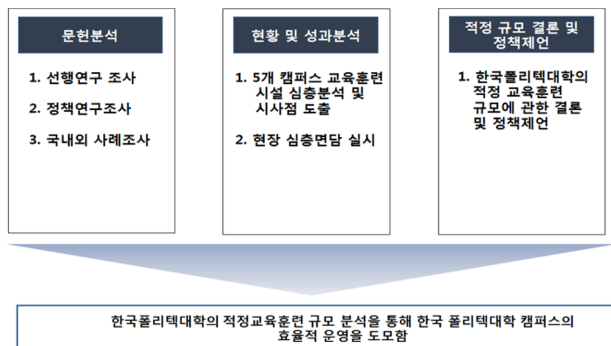 문헌분석
1. 선행연구 조사
2. 정책연구조사
3. 국내외 사례조사
현황 및 성과분석
1. 5개 캠퍼스 교육훈련
시설 심층분석 및
시사점 도출
2. 현장 심층면담 실시
적정 규모 결론 및
정책제언
1. 한국폴리텍대학의
적정 교육훈련
규모에 관한 결론
및 정책제언
한국폴리텍대학의 적정교육훈련 규모 분석을 통해 한국 폴리텍대학 캠퍼스의
효율적 운영을 도모함